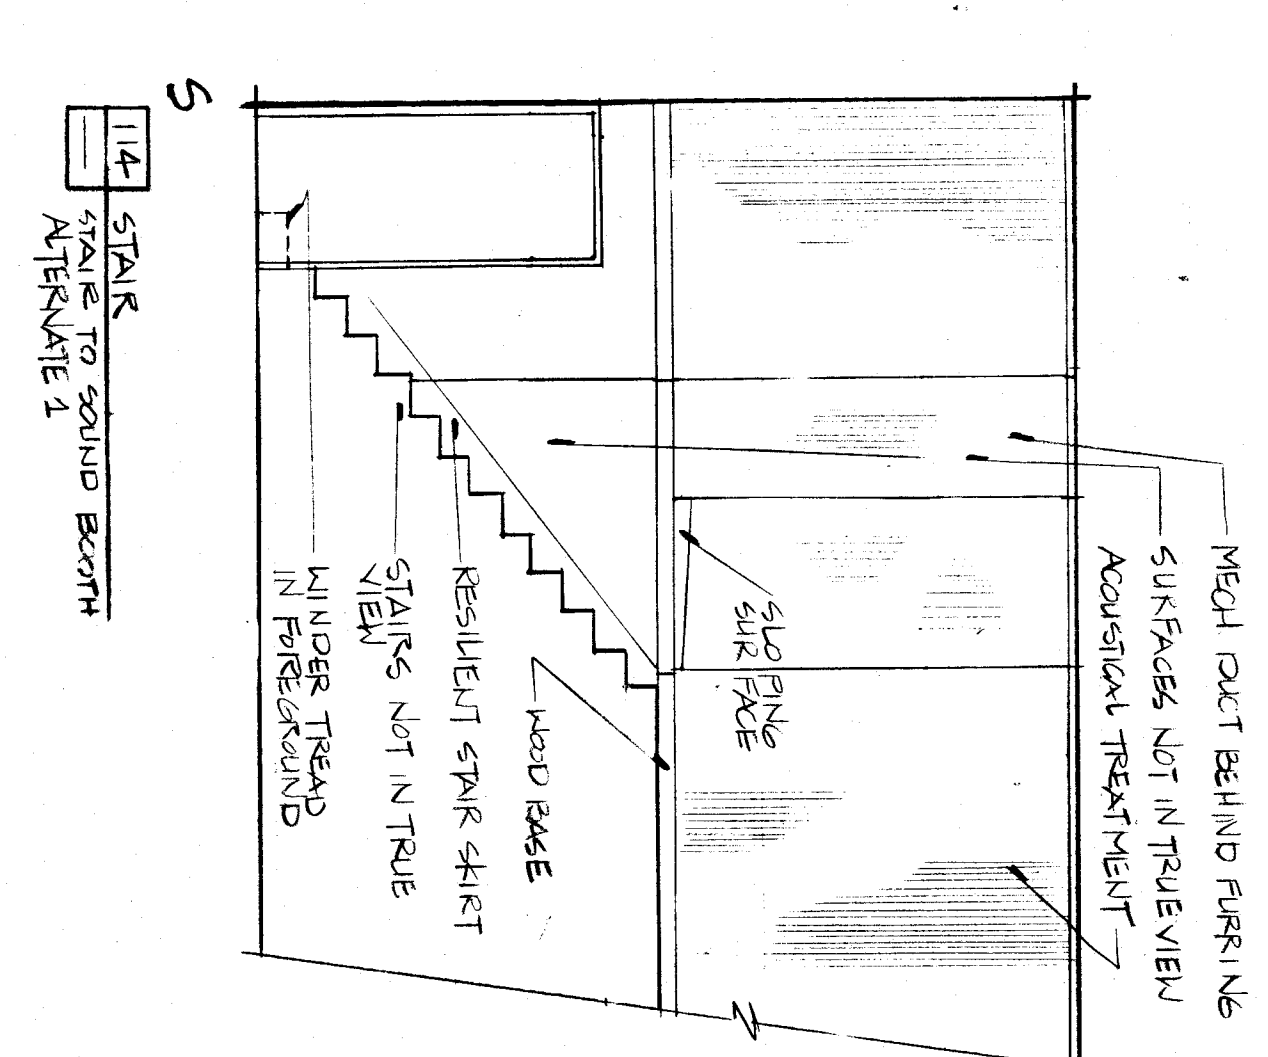 MECH DUCT BEHIND FURRING
SURFACES NOT IN TRUE VIEW
ACOUSTICAL TREATMENT
SLOPING
SURFACE
WOOD BASE
RESILIENT STAIR SKIRT
STAIRS NOT IN TRUE
VIEW
WINDER TREAD
IN FOREGROUND
S
N
114
STAIR
STAIR TO SOUND BOOTH
ALTERNATE 1